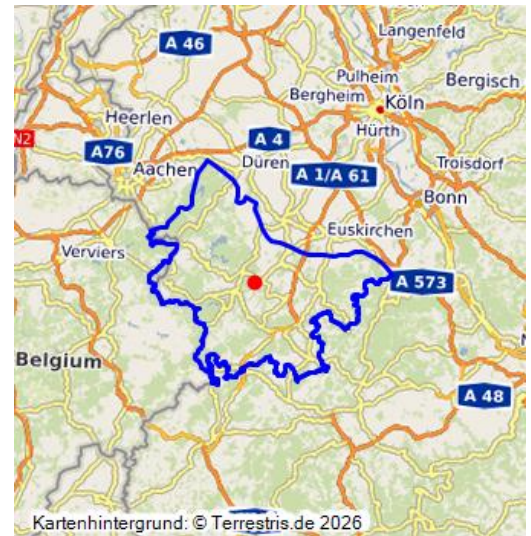 Langenfeld
A 46
Pulheim
Bergisch
Bergheim
Köln
Heerlen
A 4
Hürth
N2
A76
Düren
Troisdorf
Aachen
A 1/A 61
Bonn
Euskirchen
Verviers
A 573
Belgium
A 48
Kartenhintergrund: © Terrestris.de 2026